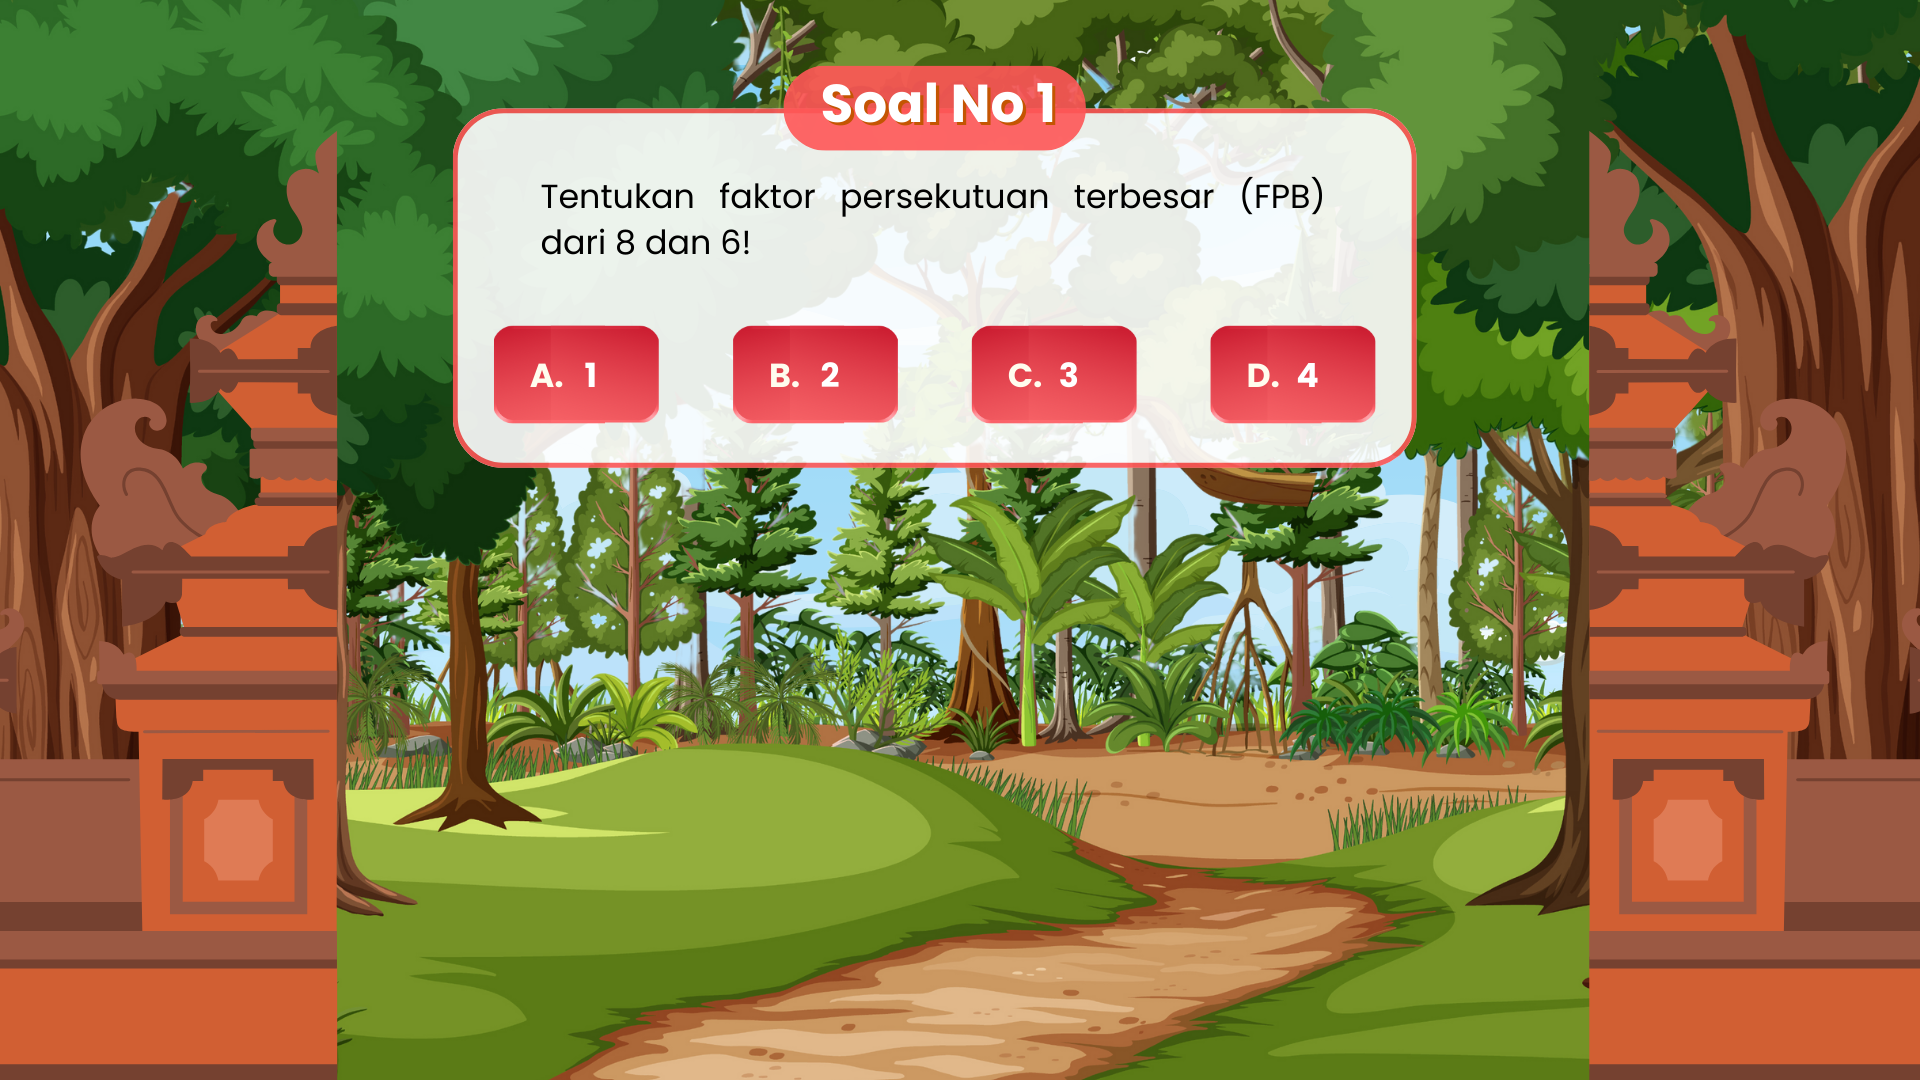 Soal No 1
Tentukan faktor persekutuan terbesar (FPB)
dari 8 dan 6!
A. 1
B. 2
C. 3
D. 4